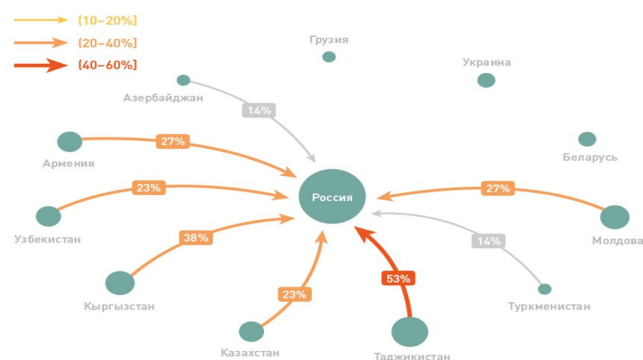 (10–20%]
(20–40%]
(40–60%]
Грузия
Украина
Азербайджан
14%
Беларусь
27%
Армения
Россия
23%
27%
Узбекистан
38%
14%
Молдова
53%
23%
Кыргызстан
Туркменистан
Казахстан
Таджикистан